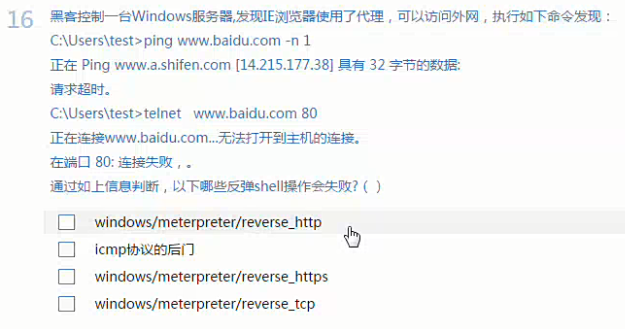 16 黑客控制一台Windows服务器,发现IE浏览器使用了代理，可以访问外网，执行如下命令发现：
C:\Users\test>ping www.baidu.com -n 1
正在 Ping www.a.shifen.com [14.215.177.38] 具有 32 字节的数据:
请求超时。
C:\Users\test>telnet www.baidu.com 80
正在连接www.baidu.com...无法打开到主机的连接。
在端口 80: 连接失败，。
通过如上信息判断，以下哪些反弹shell操作会失败?（ ）
windows/meterpreter/reverse_http
icmp协议的后门
windows/meterpreter/reverse_https
windows/meterpreter/reverse_tcp